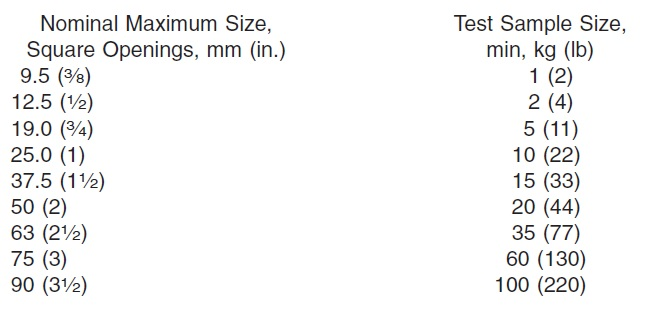 Nominal Maximum Size, Test Sample Size,
Square Openings, mm (in.) min, kg (lb)
9.5 (⅜) 1 (2)
12.5 (½) 2 (4)
19.0 (¾) 5 (11)
25.0 (1) 10 (22)
37.5 (1½) 15 (33)
50 (2) 20 (44)
63 (2½) 35 (77)
75 (3) 60 (130)
90 (3½) 100 (220)